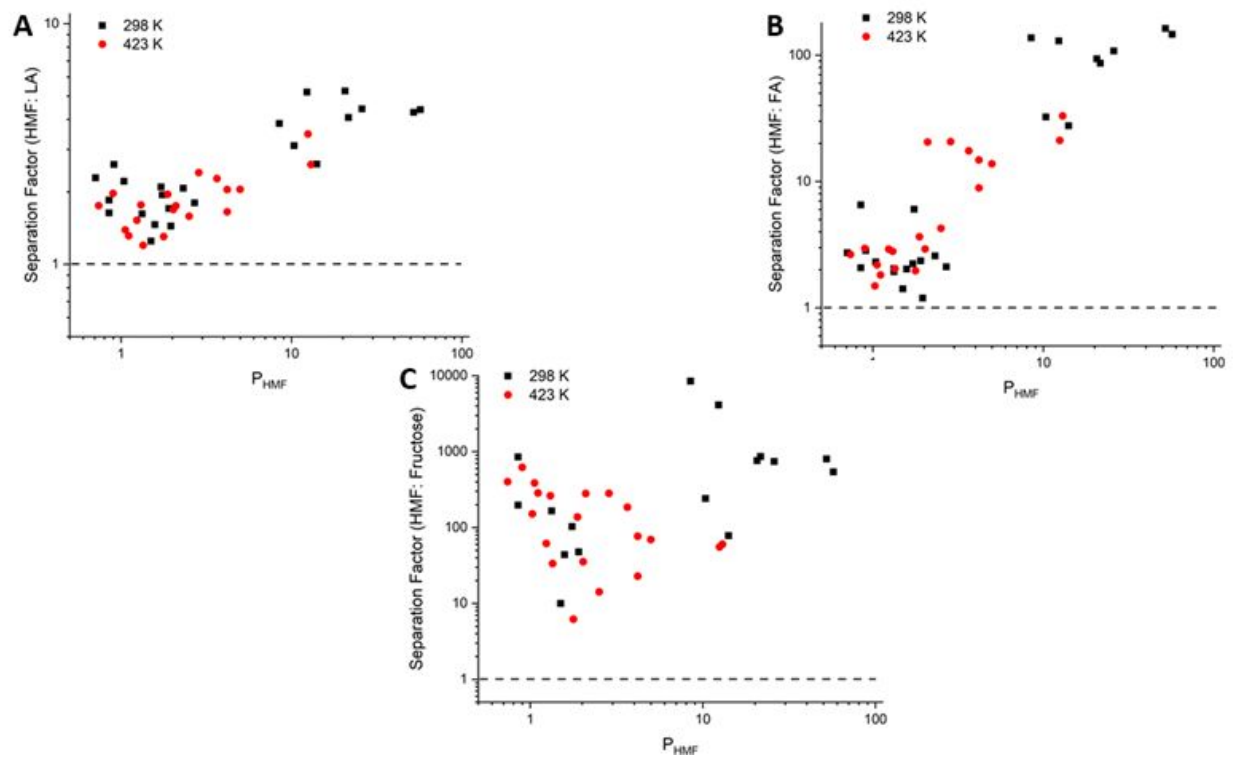 A
298 K
423 K
10
1
Separation Factor (HMF: LA)
1
10
100
P_HMF
B
298 K
423 K
100
10
1
Separation Factor (HMF: FA)
1
10
100
P_HMF
C
298 K
423 K
10000
1000
100
10
1
Separation Factor (HMF: Fructose)
1
10
100
P_HMF